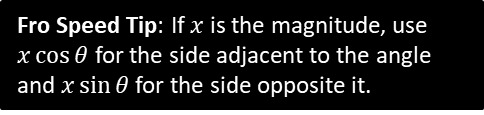 Fro Speed Tip: If x is the magnitude, use
x cos θ for the side adjacent to the angle
and x sin θ for the side opposite it.